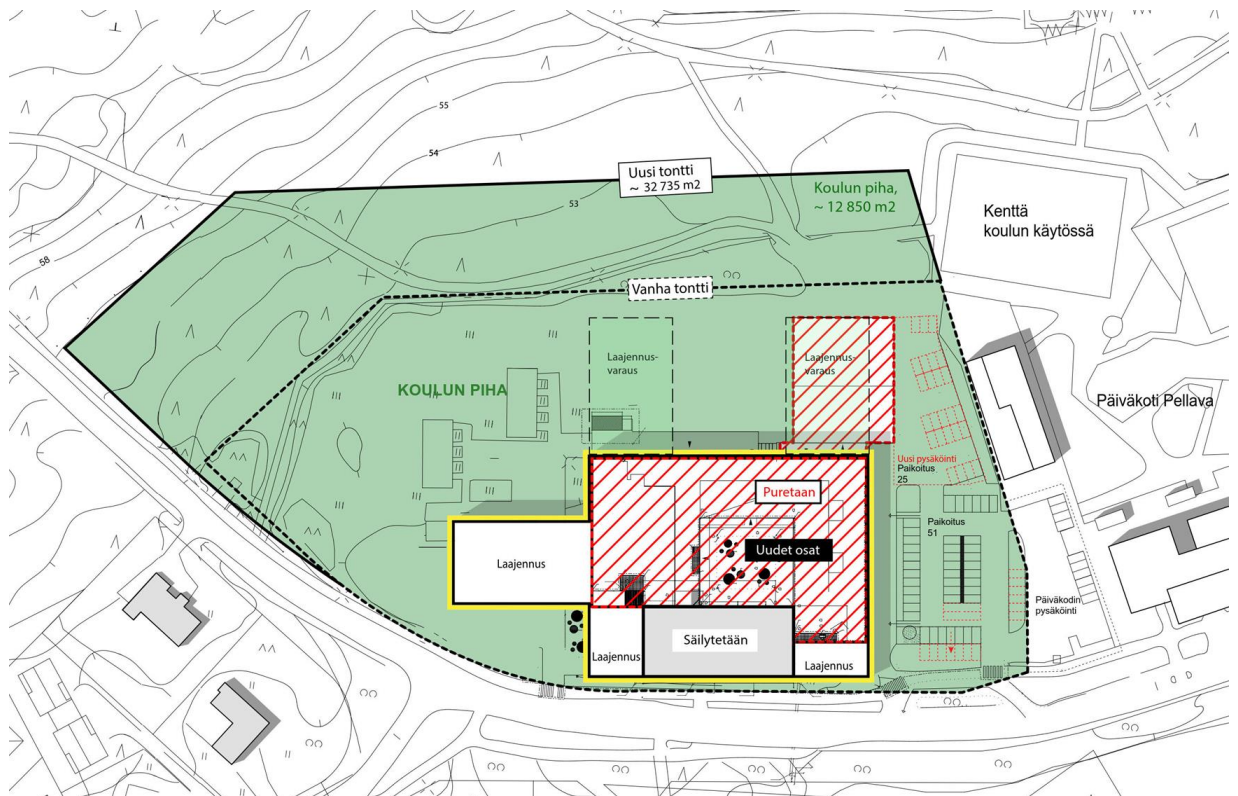 55
54
Uusi tontti
~ 32 735 m2
Koulun piha,
~ 12 850 m2
53
Kenttä
koulun käytössä
58
Vanha tontti
Laajennus-
varaus
Laajennus-
varaus
KOULUN PIHA
Päiväkoti Pellava
Uusi pysäköinti
Paikoitus
25
Puretaan
Paikoitus
51
Uudet osat
Laajennus
Päiväkodin
pysäköinti
Säilytetään
Laajennus
Laajennus